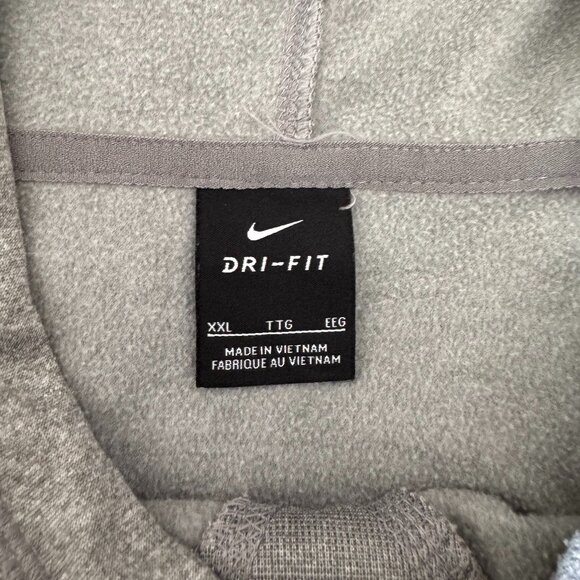 DRI-FIT
XXL TTG EEG
MADE IN VIETNAM
FABRIQUE AU VIETNAM